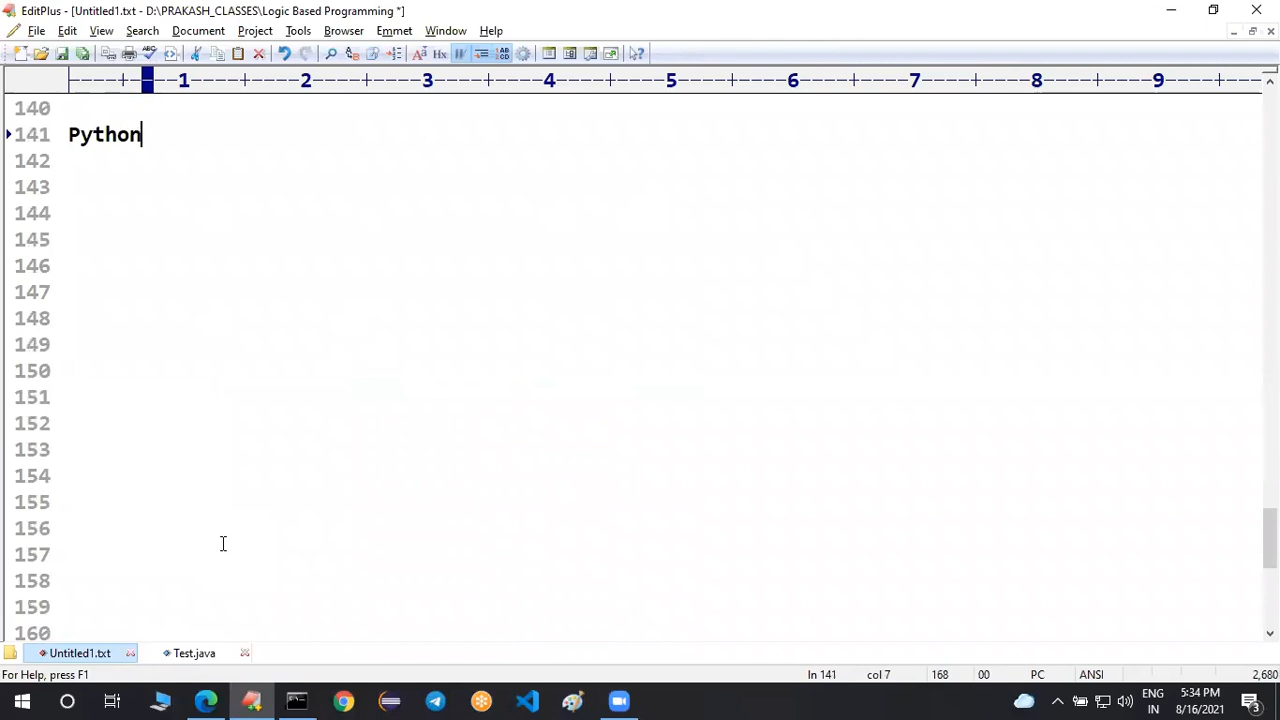 EditPlus - [Untitled1.txt - D:\PRAKASH_CLASSES\Logic Based Programming *]
File Edit View Search Document Project Tools Browser Emmet Window Help
1 2 3 4 5 6 7 8 9
140
141 Python
142
143
144
145
146
147
148
149
150
151
152
153
154
155
156
157
158
159
160
Untitled1.txt Test.java
For Help, press F1 ln 141 col 7 168 00 PC ANSI 2,680
ENG 5:34 PM
IN 8/16/2021 3